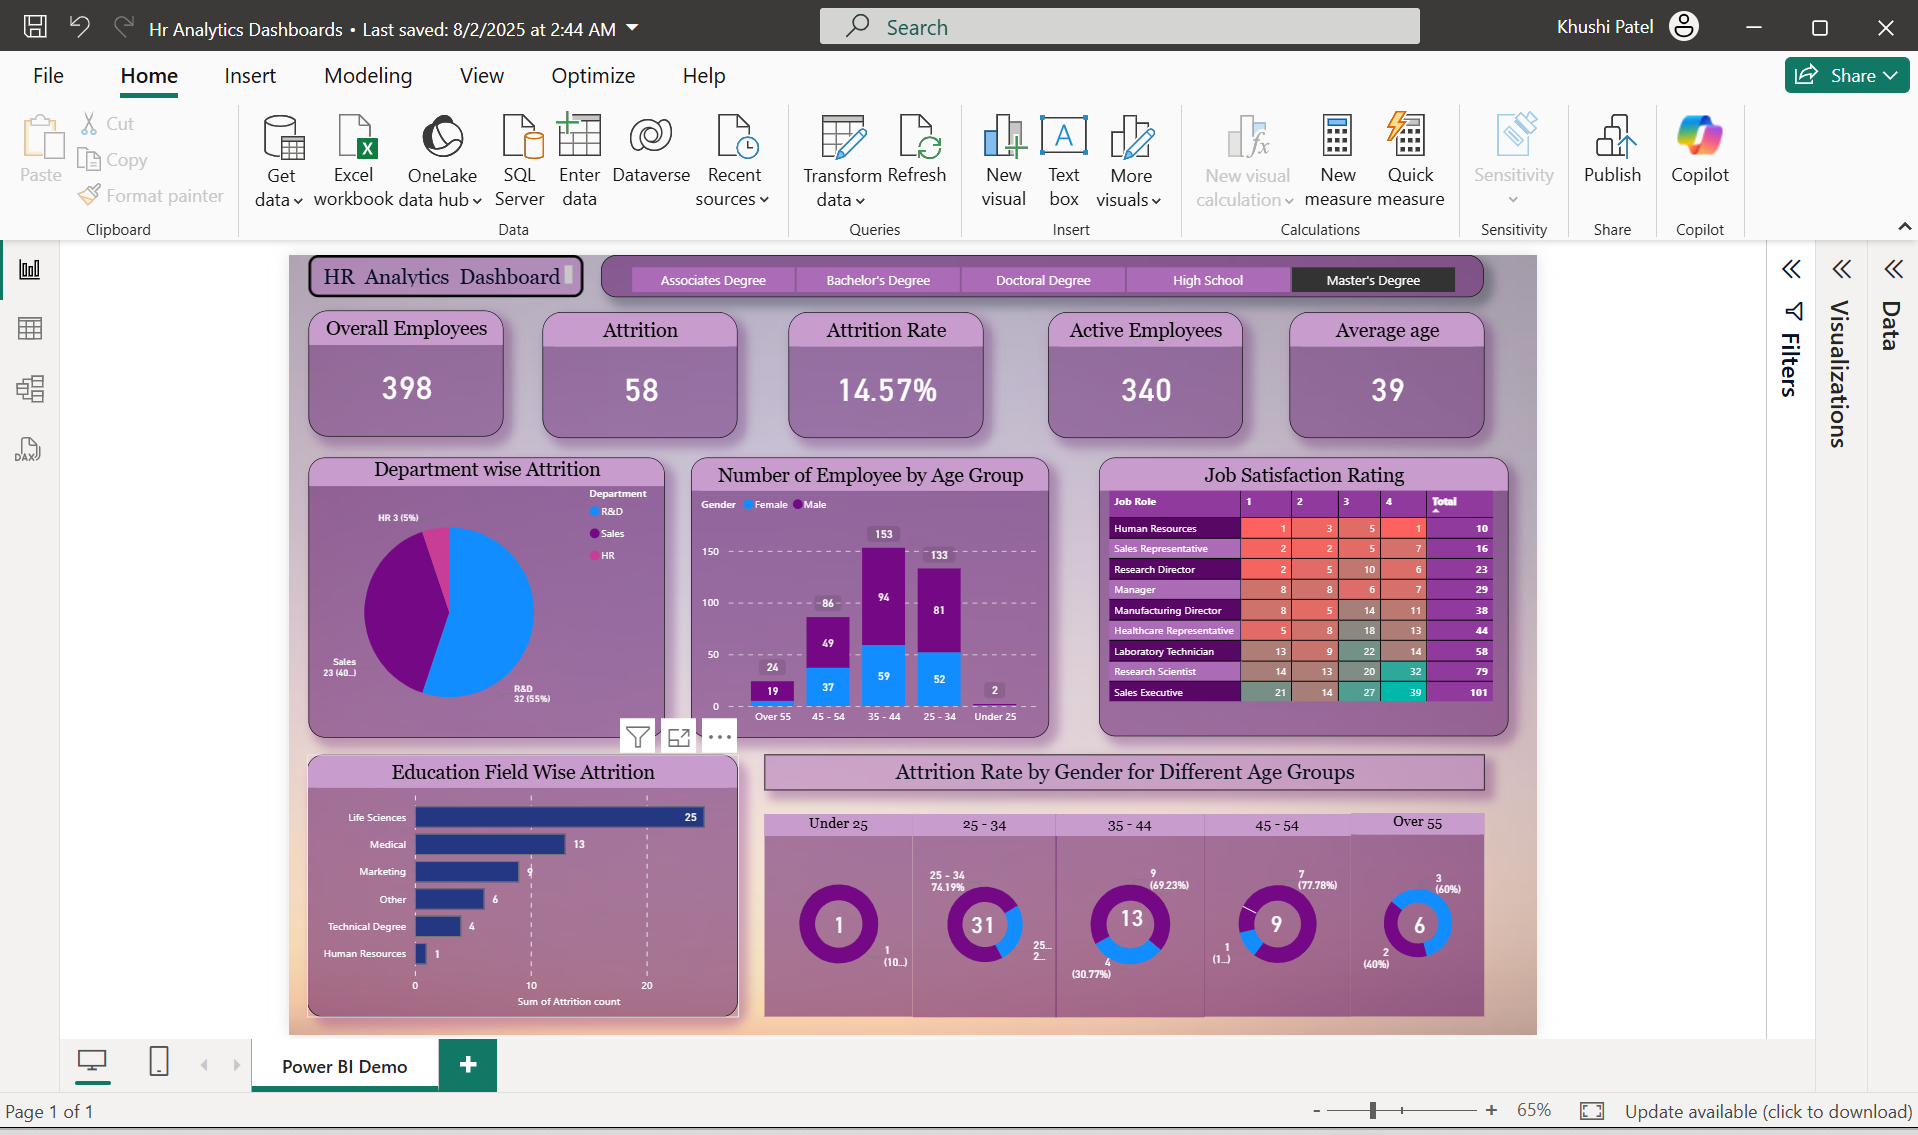 Hr Analytics Dashboards • Last saved: 8/2/2025 at 2:44 AM
Search
Khushi Patel
File Home Insert Modeling View Optimize Help
Share
Paste
Cut
Copy
Format painter
Clipboard
Get data
Excel workbook
OneLake data hub
SQL Server
Enter data
Dataverse
Recent sources
Data
Transform data
Refresh
Queries
New visual
Text box
More visuals
Insert
New visual calculation
New measure
Quick measure
Calculations
Sensitivity
Sensitivity
Publish
Share
Copilot
Copilot
DAX
HR Analytics Dashboard
Associates Degree Bachelor's Degree Doctoral Degree High School Master's Degree
Overall Employees
398
Attrition
58
Attrition Rate
14.57%
Active Employees
340
Average age
39
Department wise Attrition
Department
R&D
Sales
HR
HR 3 (5%)
Sales
23 (40...)
R&D
32 (55%)
Number of Employee by Age Group
Gender Female Male
150
100
50
0
24
19
86
49
37
153
94
59
133
81
52
2
Over 55 45 - 54 35 - 44 25 - 34 Under 25
Job Satisfaction Rating
Job Role 1 2 3 4 Total
Human Resources 1 3 5 1 10
Sales Representative 2 2 5 7 16
Research Director 2 5 10 6 23
Manager 8 8 6 7 29
Manufacturing Director 8 5 14 11 38
Healthcare Representative 5 8 18 13 44
Laboratory Technician 13 9 22 14 58
Research Scientist 14 13 20 32 79
Sales Executive 21 14 27 39 101
Education Field Wise Attrition
Life Sciences 25
Medical 13
Marketing 9
Other 6
Technical Degree 4
Human Resources 1
0 10 20
Sum of Attrition count
Attrition Rate by Gender for Different Age Groups
Under 25
1
1
(10...)
25 - 34
25 - 34
74.19%
31
25...
2...
35 - 44
9
(69.23%)
13
4
(30.77%)
45 - 54
7
(77.78%)
9
1
(1...)
Over 55
3
(60%)
6
2
(40%)
Filters
Visualizations
Data
Power BI Demo
+
Page 1 of 1
- + 65%
Update available (click to download)